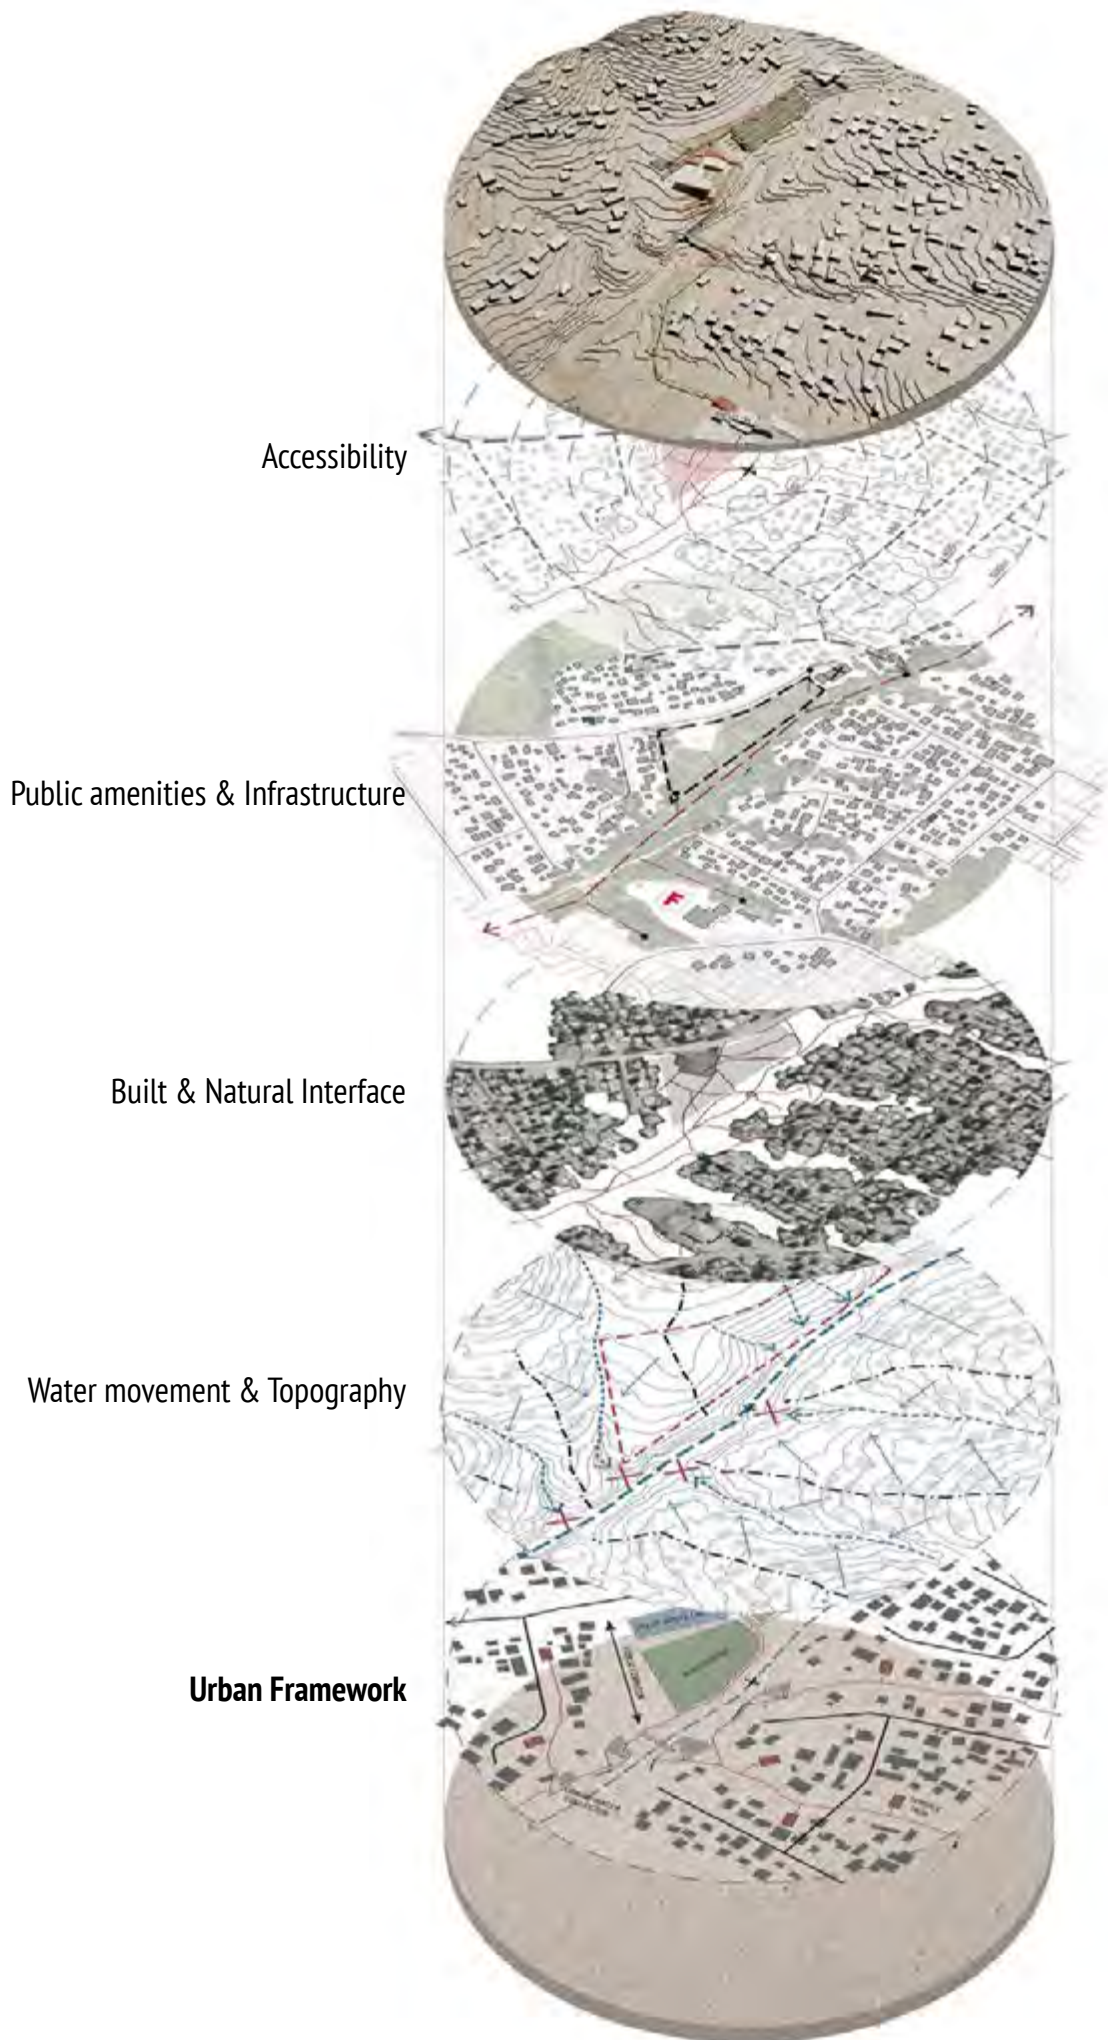 Accessibility
Public amenities & Infrastructure
F
Built & Natural Interface
Water movement & Topography
Urban Framework